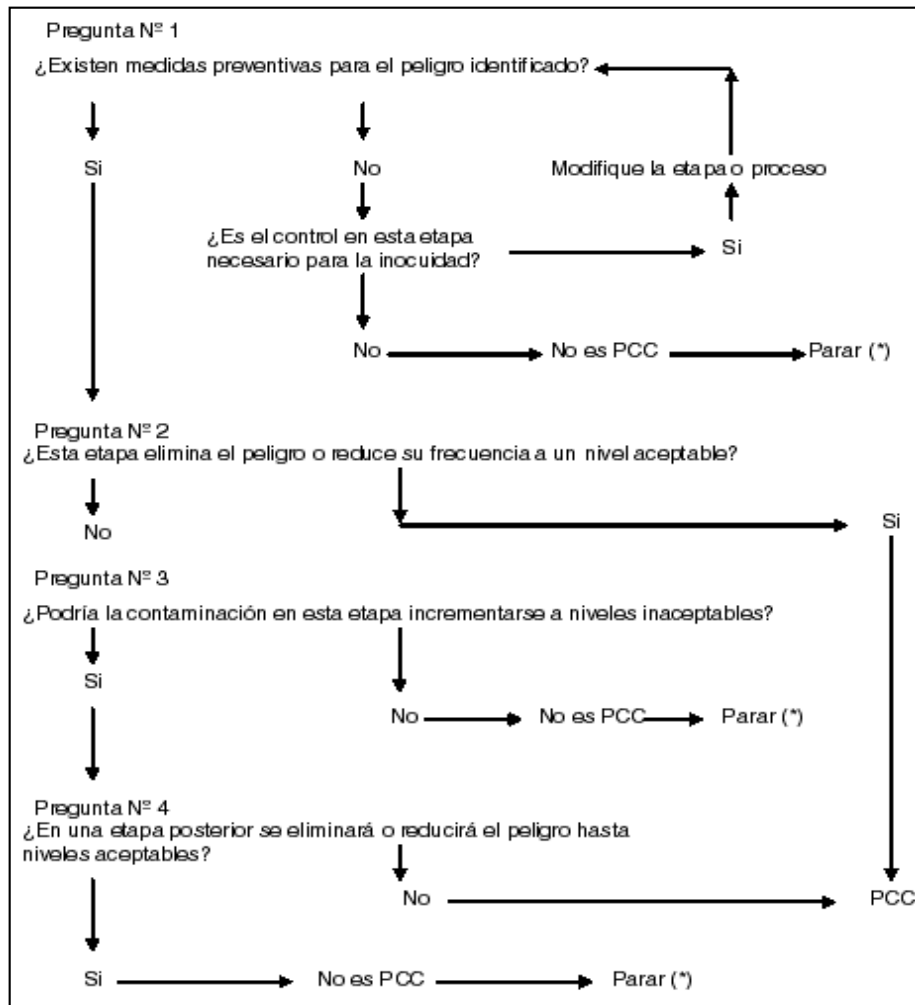 Pregunta Nº 1
¿Existen medidas preventivas para el peligro identificado?
Si
No
Modifique la etapa o proceso
¿Es el control en esta etapa
necesario para la inocuidad?
Si
No
No es PCC
Parar (*)
Pregunta Nº 2
¿Esta etapa elimina el peligro o reduce su frecuencia a un nivel aceptable?
No
Si
Pregunta Nº 3
¿Podría la contaminación en esta etapa incrementarse a niveles inaceptables?
Si
No
No es PCC
Parar (*)
Pregunta Nº 4
¿En una etapa posterior se eliminará o reducirá el peligro hasta
niveles aceptables?
No
PCC
Si
No es PCC
Parar (*)